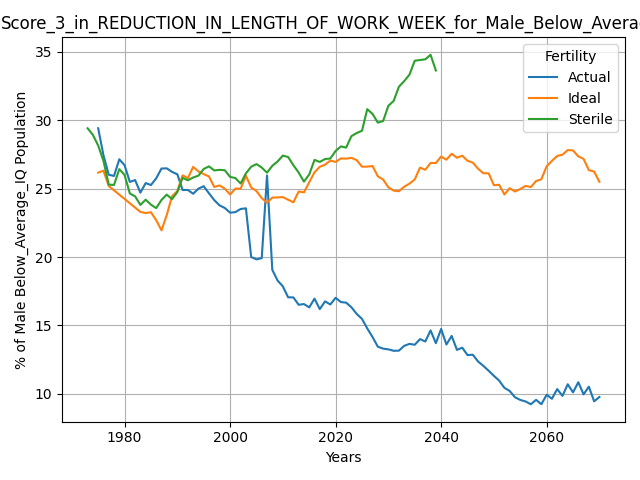 Score_3_in_REDUCTION_IN_LENGTH_OF_WORK_WEEK_for_Male_Below_Avera
35
30
25
20
15
10
% of Male Below_Average_IQ Population
Fertility
Actual
Ideal
Sterile
1980
2000
2020
2040
2060
Years